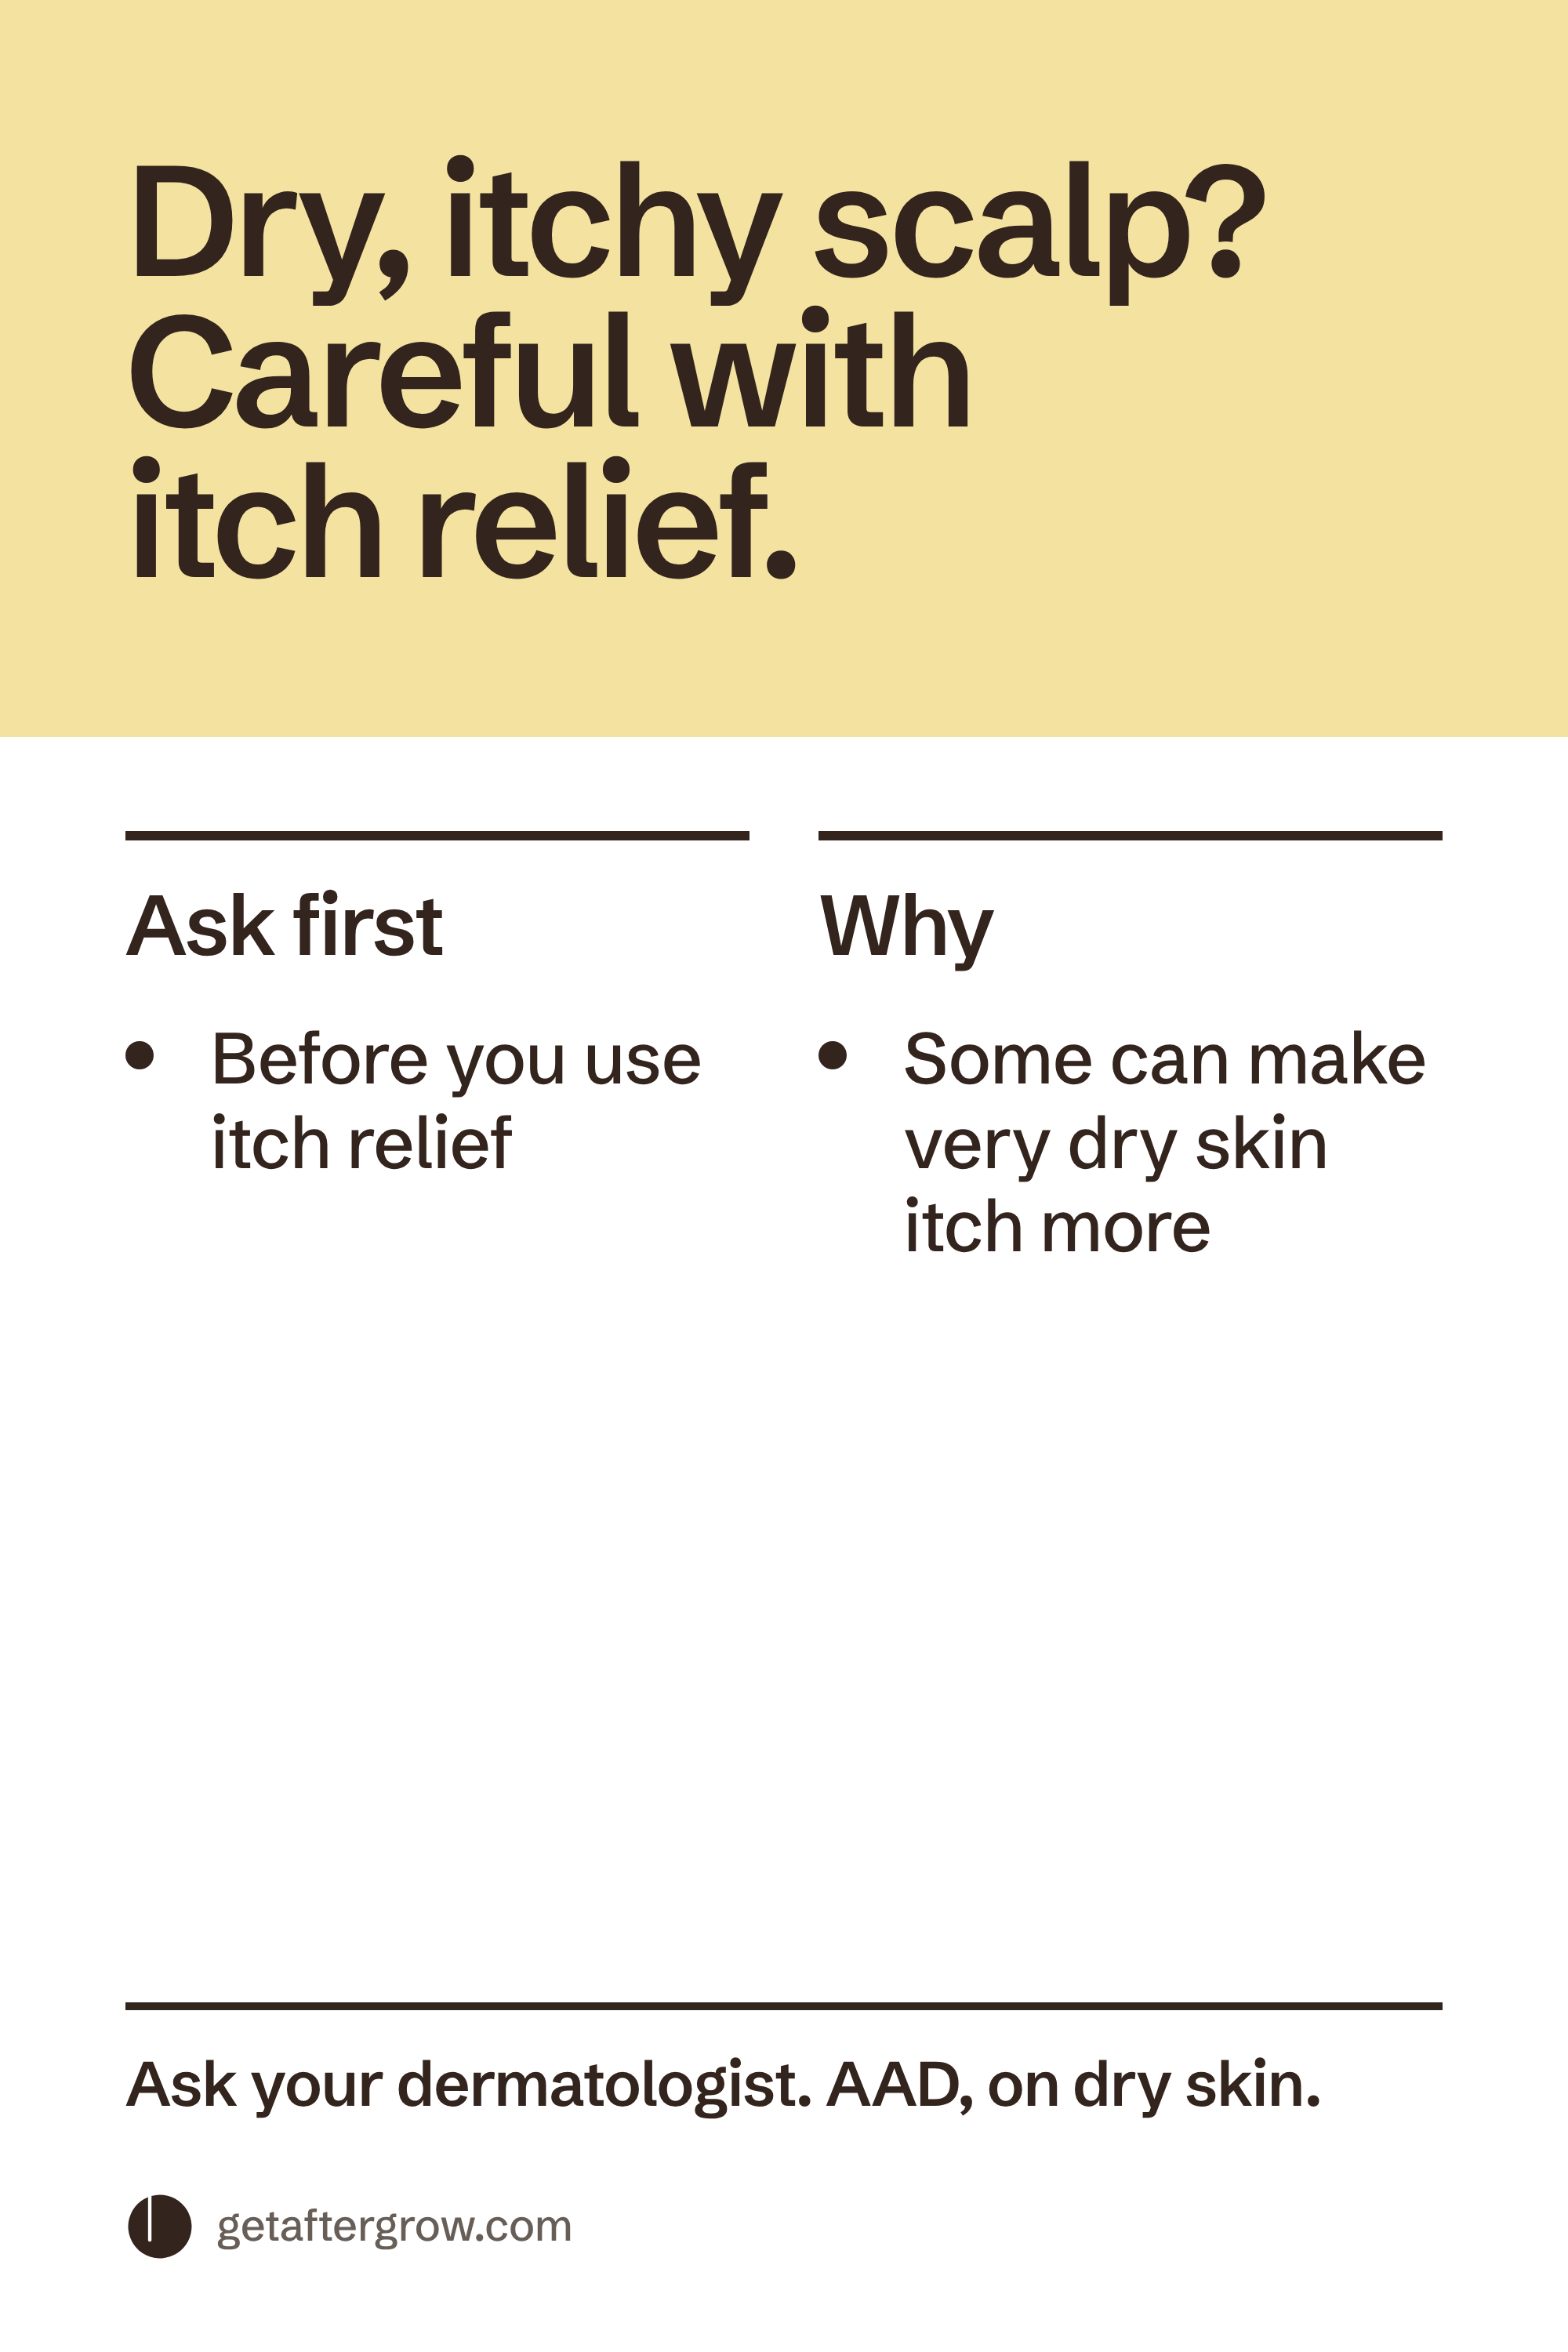 Dry, itchy scalp?
Careful with
itch relief.
Ask first
• Before you use
itch relief
Why
• Some can make
very dry skin
itch more
Ask your dermatologist. AAD, on dry skin.
getaftergrow.com